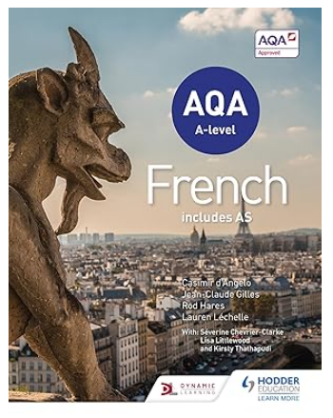 AQA
Approved
AQA
A-level
French
includes AS
Casimir d'Angelo
Jean-Claude Gilles
Rod Hares
Lauren Léchelle
With: Séverine Chevrier-Clarke
Lisa Littlewood
and Kirsty Thathapudi
DYNAMIC
LEARNING
HODDER
EDUCATION
LEARN MORE